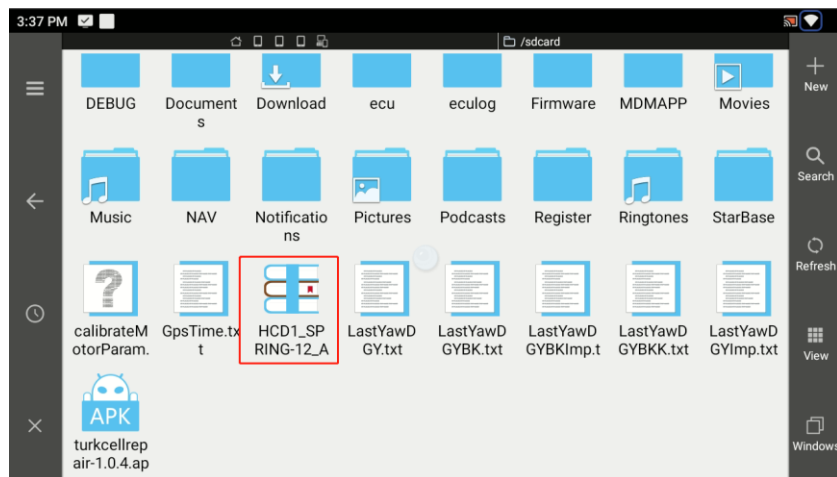 3:37 PM
/sdcard
New
DEBUG
Document
s
Download
ecu
eculog
Firmware
MDMAPP
Movies
Search
Music
NAV
Notificatio
ns
Pictures
Podcasts
Register
Ringtones
StarBase
Refresh
calibrateM
otorParam.
GpsTime.tx
t
HCD1_SP
RING-12_A
LastYawD
GY.txt
LastYawD
GYBK.txt
LastYawD
GYBKImp.t
LastYawD
GYBKK.txt
LastYawD
GYImp.txt
View
APK
turkcellrep
air-1.0.4.ap
Windows